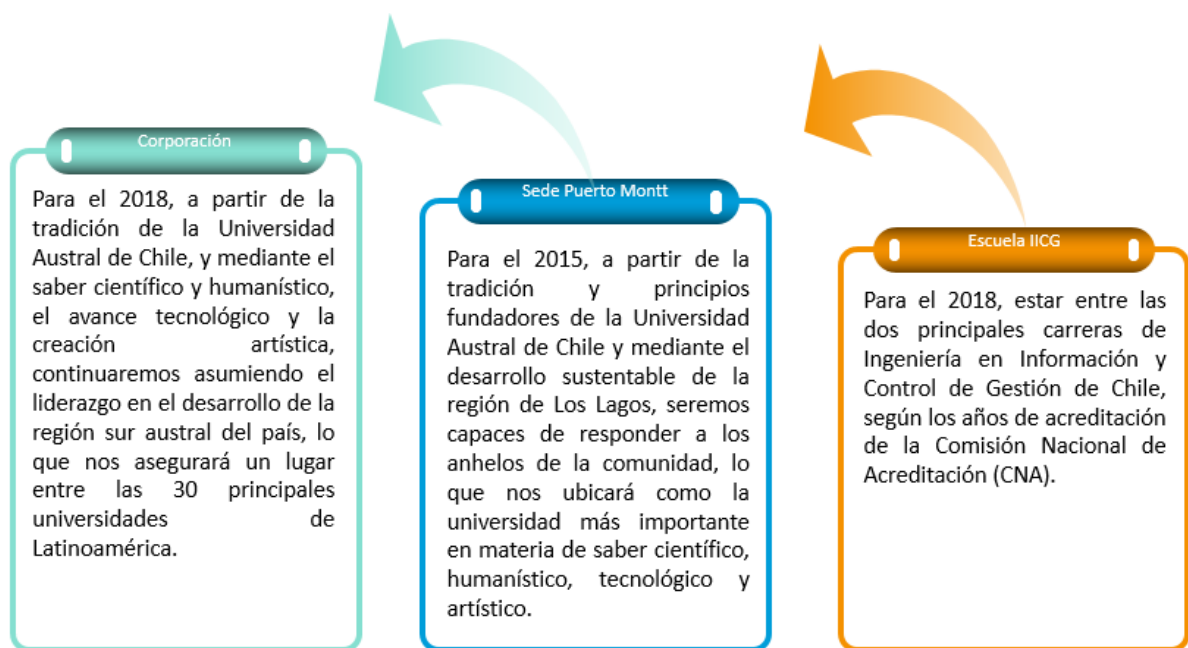 Corporación
Para el 2018, a partir de la
tradición de la Universidad
Austral de Chile, y mediante el
saber científico y humanístico,
el avance tecnológico y la
creación artística,
continuaremos asumiendo el
liderazgo en el desarrollo de la
región sur austral del país, lo
que nos asegurará un lugar
entre las 30 principales
universidades de
Latinoamérica.
Sede Puerto Montt
Para el 2015, a partir de la
tradición y principios
fundadores de la Universidad
Austral de Chile y mediante el
desarrollo sustentable de la
región de Los Lagos, seremos
capaces de responder a los
anhelos de la comunidad, lo
que nos ubicará como la
universidad más importante
en materia de saber científico,
humanístico, tecnológico y
artístico.
Escuela IICG
Para el 2018, estar entre las
dos principales carreras de
Ingeniería en Información y
Control de Gestión de Chile,
según los años de acreditación
de la Comisión Nacional de
Acreditación (CNA).